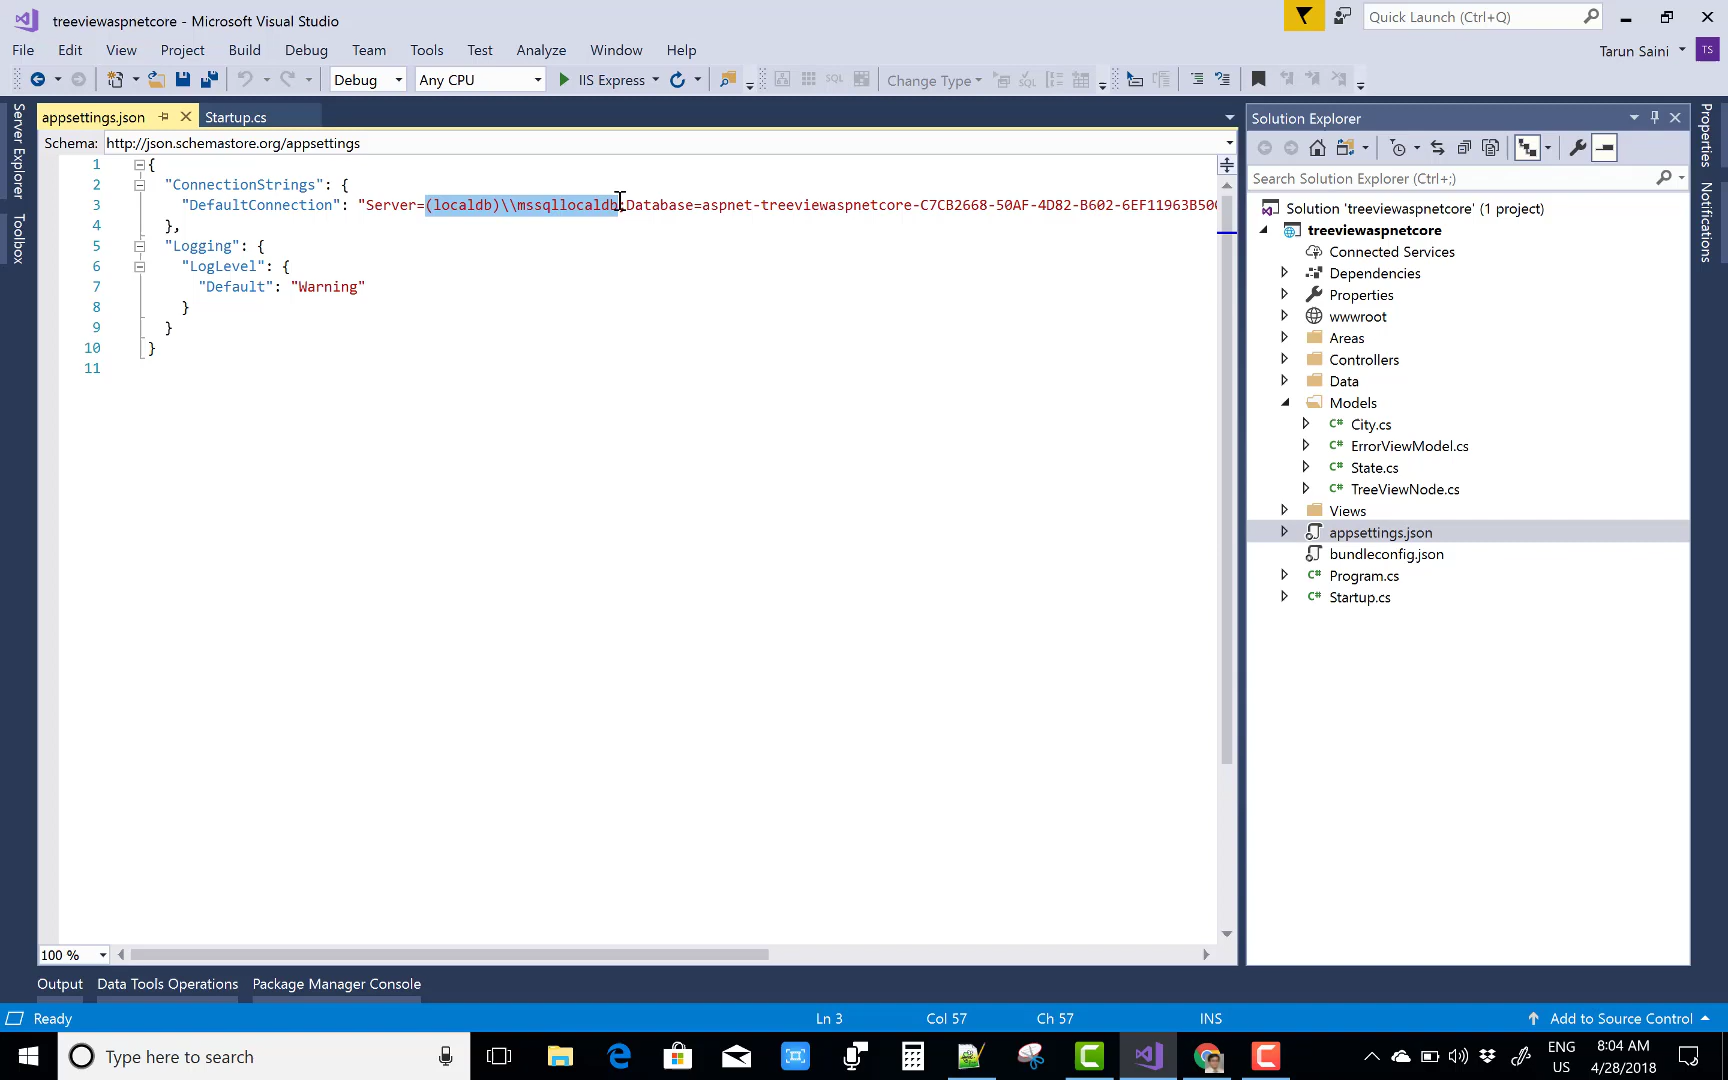 treeviewaspnetcore - Microsoft Visual Studio
Quick Launch (Ctrl+Q)
File Edit View Project Build Debug Team Tools Test Analyze Window Help
Tarun Saini TS
Debug Any CPU IIS Express Change Type
Server Explorer
Toolbox
appsettings.json Startup.cs
Schema: http://json.schemastore.org/appsettings
1 {
2 "ConnectionStrings": {
3 "DefaultConnection": "Server=(localdb)\\mssqllocaldb;Database=aspnet-treeviewaspnetcore-C7CB2668-50AF-4D82-B602-6EF11963B50
4 },
5 "Logging": {
6 "LogLevel": {
7 "Default": "Warning"
8 }
9 }
10 }
11
100 %
Solution Explorer
Search Solution Explorer (Ctrl+;)
Solution 'treeviewaspnetcore' (1 project)
treeviewaspnetcore
Connected Services
Dependencies
Properties
wwwroot
Areas
Controllers
Data
Models
C# City.cs
C# ErrorViewModel.cs
C# State.cs
C# TreeViewNode.cs
Views
appsettings.json
bundleconfig.json
C# Program.cs
C# Startup.cs
Properties
Notifications
Output Data Tools Operations Package Manager Console
Ready Ln 3 Col 57 Ch 57 INS Add to Source Control
Type here to search
ENG
US
8:04 AM
4/28/2018